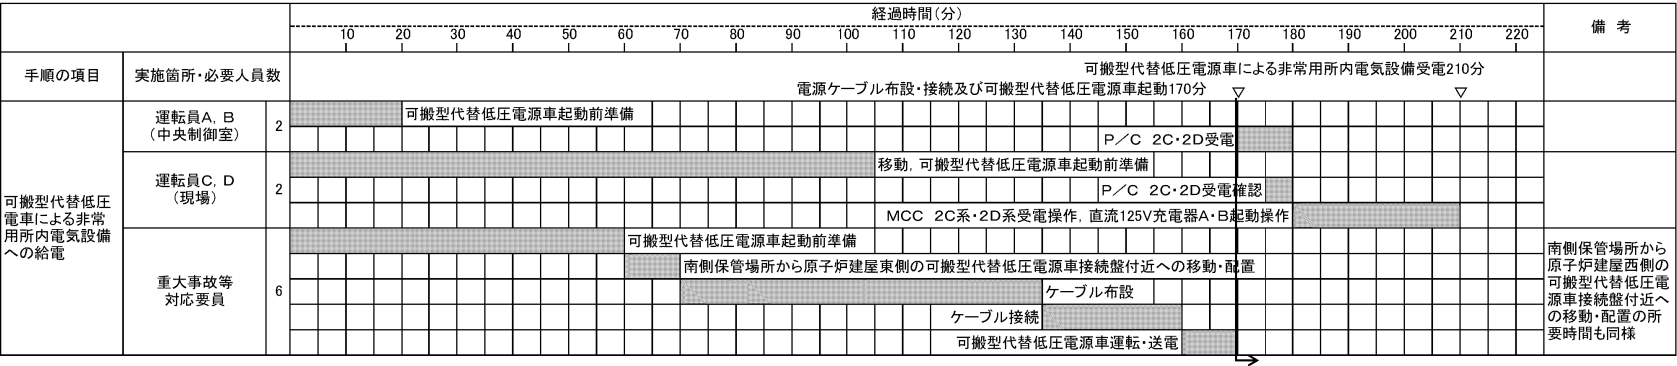 経過時間(分)
備 考
10 20 30 40 50 60 70 80 90 100 110 120 130 140 150 160 170 180 190 200 210 220
手順の項目
実施箇所・必要人員数
可搬型代替低圧電源車による非常用所内電気設備受電210分
電源ケーブル布設・接続及び可搬型代替低圧電源車起動170分
▽ ▽
可搬型代替低圧
電車による非常
用所内電気設備
への給電
運転員A,B
(中央制御室)
2
可搬型代替低圧電源車起動前準備
P/C 2C・2D受電
運転員C,D
(現場)
2
移動,可搬型代替低圧電源車起動前準備
P/C 2C・2D受電確認
MCC 2C系・2D系受電操作,直流125V充電器A・B起動操作
重大事故等
対応要員
6
可搬型代替低圧電源車起動前準備
南側保管場所から原子炉建屋東側の可搬型代替低圧電源車接続盤付近への移動・配置
ケーブル布設
ケーブル接続
可搬型代替低圧電源車運転・送電
南側保管場所から
原子炉建屋西側の
可搬型代替低圧電
源車接続盤付近へ
の移動・配置の所
要時間も同様